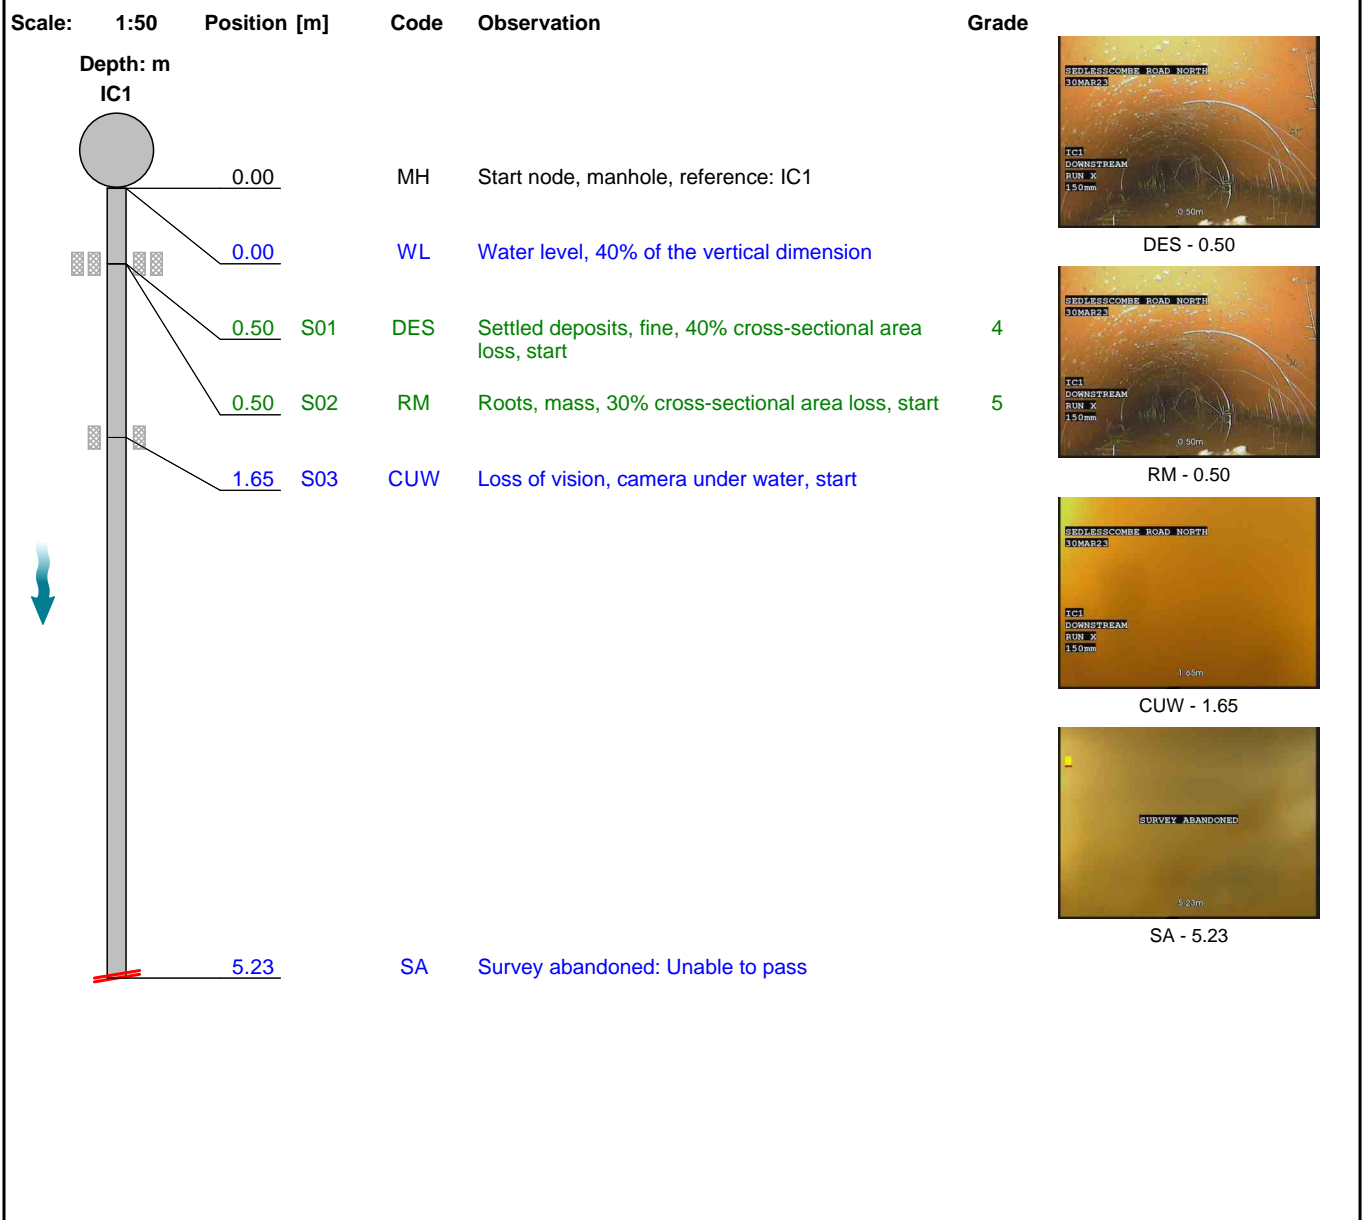 Scale: 1:50 Position [m] Code Observation Grade
Depth: m
IC1
0.00 MH Start node, manhole, reference: IC1
0.00 WL Water level, 40% of the vertical dimension
0.50 S01 DES Settled deposits, fine, 40% cross-sectional area 4
loss, start
0.50 S02 RM Roots, mass, 30% cross-sectional area loss, start 5
1.65 S03 CUW Loss of vision, camera under water, start
5.23 SA Survey abandoned: Unable to pass
SEDLESSCOMBE ROAD NORTH
30MAR23
IC1
DOWNSTREAM
RUN X
150mm
0.50m
DES - 0.50
SEDLESSCOMBE ROAD NORTH
30MAR23
IC1
DOWNSTREAM
RUN X
150mm
0.50m
RM - 0.50
SEDLESSCOMBE ROAD NORTH
30MAR23
IC1
DOWNSTREAM
RUN X
150mm
1.65m
CUW - 1.65
SURVEY ABANDONED
5.23m
SA - 5.23